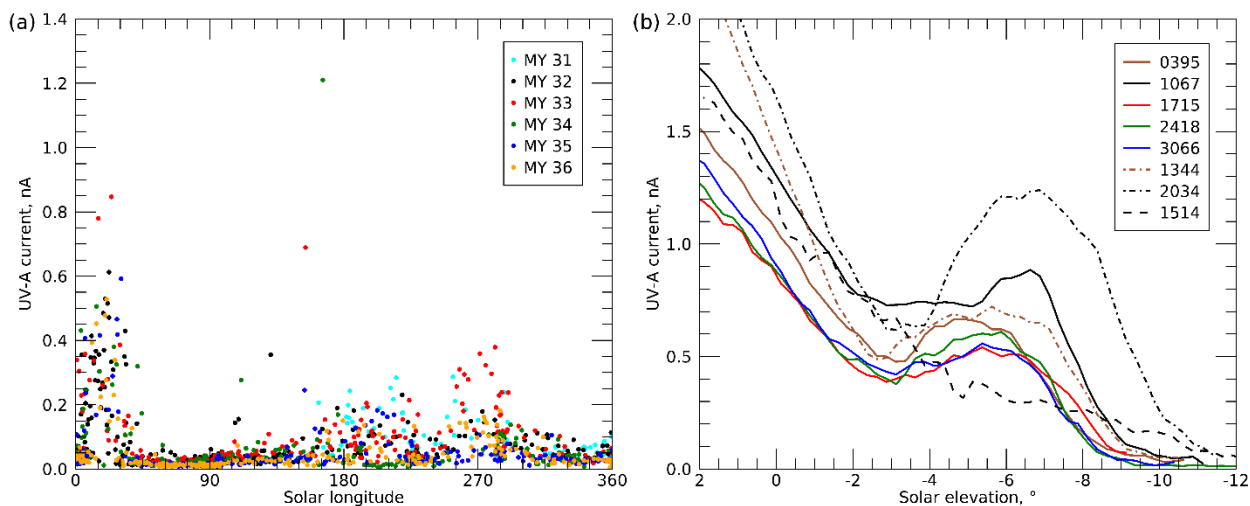 (a)
1.4
1.2
1.0
0.8
0.6
0.4
0.2
0.0
UV-A current, nA
0 90 180 270 360
Solar longitude
MY 31
MY 32
MY 33
MY 34
MY 35
MY 36
(b)
2.0
1.5
1.0
0.5
0.0
UV-A current, nA
2 0 -2 -4 -6 -8 -10 -12
Solar elevation, °
0395
1067
1715
2418
3066
1344
2034
1514